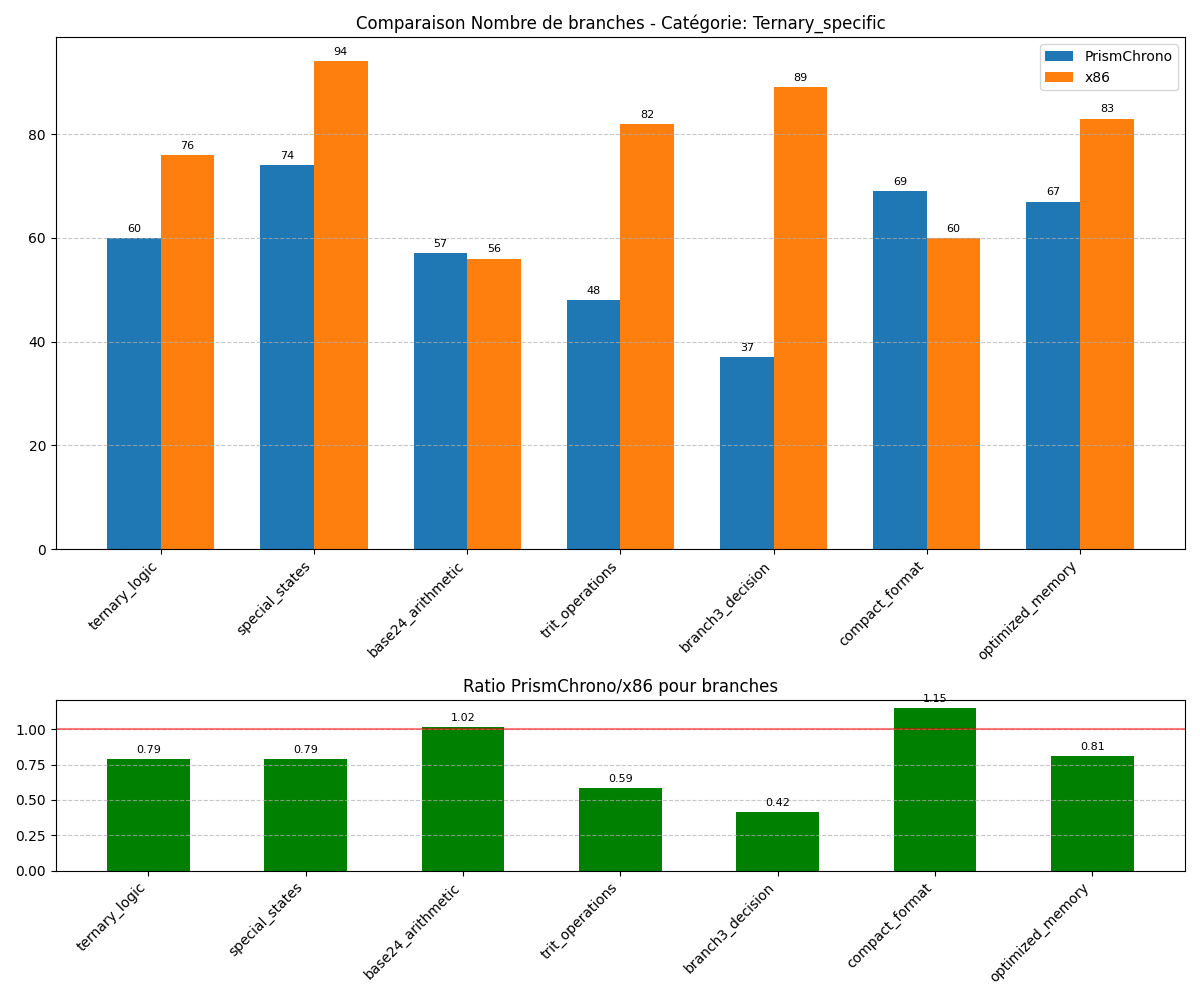 Comparaison Nombre de branches - Catégorie: Ternary_specific
PrismChrono
x86
80
60
40
20
0
60
76
74
94
57
56
48
82
37
89
69
60
67
83
ternary_logic
special_states
base24_arithmetic
trit_operations
branch3_decision
compact_format
optimized_memory
Ratio PrismChrono/x86 pour branches
1.00
0.75
0.50
0.25
0.00
0.79
0.79
1.02
0.59
0.42
1.15
0.81
ternary_logic
special_states
base24_arithmetic
trit_operations
branch3_decision
compact_format
optimized_memory